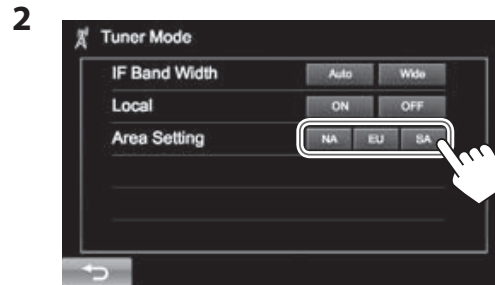 2
Tuner Mode
IF Band Width Auto Wide
Local ON OFF
Area Setting NA EU SA